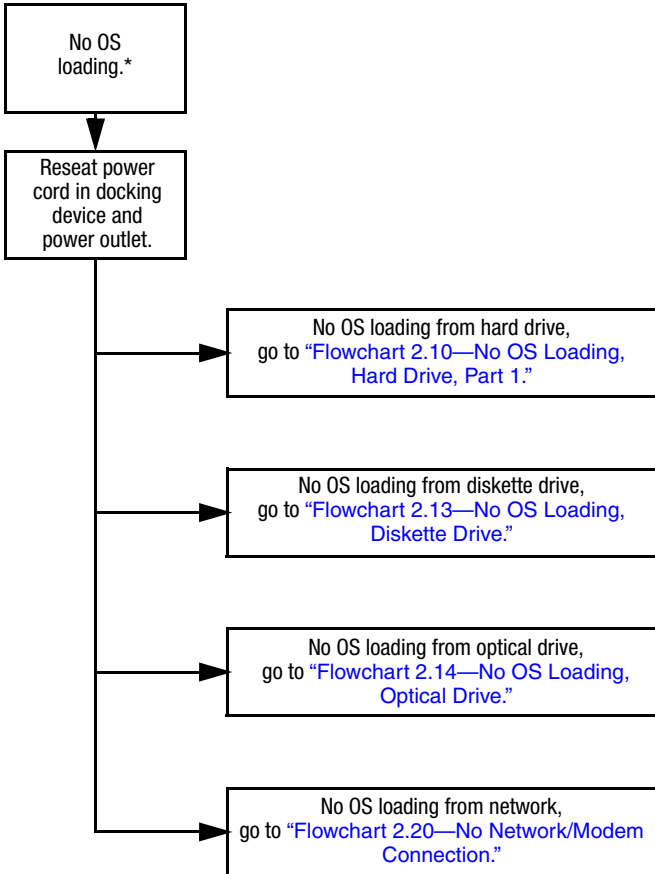 No OS
loading.*
Reseat power
cord in docking
device and
power outlet.
No OS loading from hard drive,
go to “Flowchart 2.10—No OS Loading,
Hard Drive, Part 1.”
No OS loading from diskette drive,
go to “Flowchart 2.13—No OS Loading,
Diskette Drive.”
No OS loading from optical drive,
go to “Flowchart 2.14—No OS Loading,
Optical Drive.”
No OS loading from network,
go to “Flowchart 2.20—No Network/Modem
Connection.”